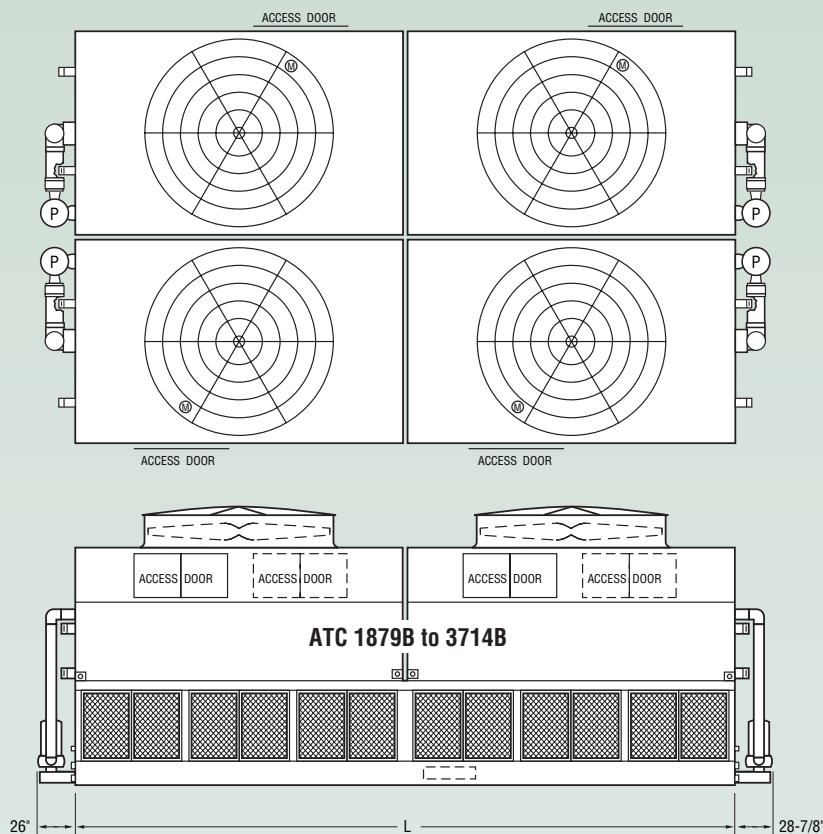 ACCESS DOOR ACCESS DOOR
M M
P P
P P
M M
ACCESS DOOR ACCESS DOOR
ACCESS DOOR ACCESS DOOR ACCESS DOOR ACCESS DOOR
ATC 1879B to 3714B
26" L 28-7/8"